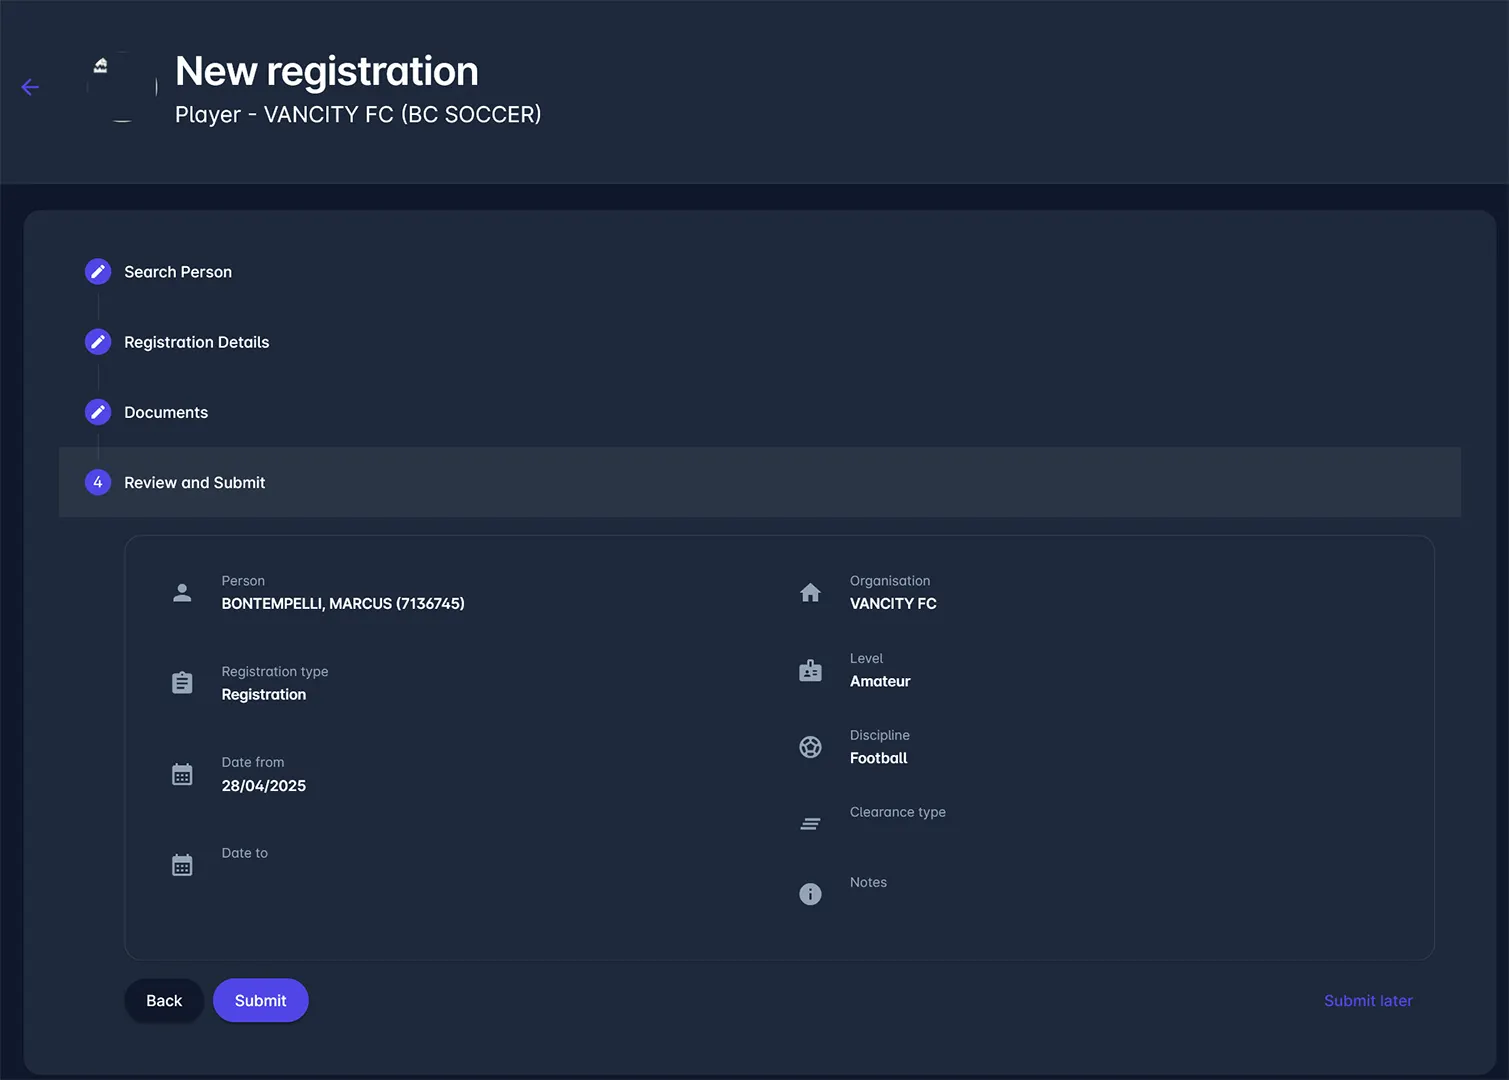 New registration
Player - VANCITY FC (BC SOCCER)
Search Person
Registration Details
Documents
4 Review and Submit
Person
BONTEMPELLI, MARCUS (7136745)
Registration type
Registration
Date from
28/04/2025
Date to
Organisation
VANCITY FC
Level
Amateur
Discipline
Football
Clearance type
Notes
Back
Submit
Submit later